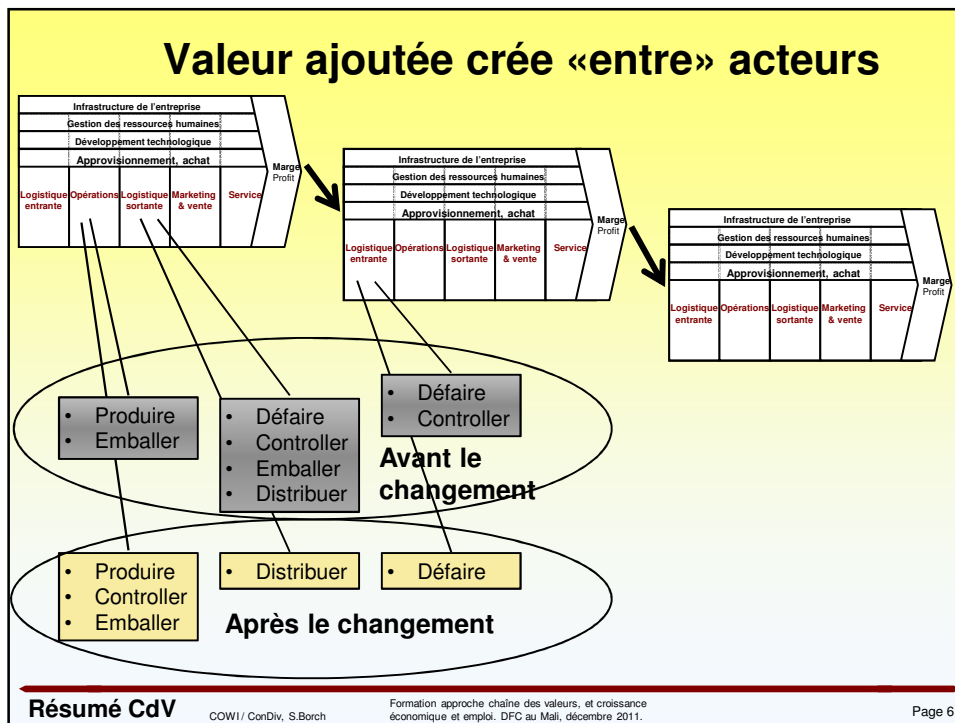 Valeur ajoutée crée «entre» acteurs
Infrastructure de l'entreprise
Gestion des ressources humaines
Développement technologique
Approvisionnement, achat
Marge
Profit
Logistique entrante
Opérations
Logistique sortante
Marketing & vente
Service
Infrastructure de l'entreprise
Gestion des ressources humaines
Développement technologique
Approvisionnement, achat
Marge
Profit
Logistique entrante
Opérations
Logistique sortante
Marketing & vente
Service
Infrastructure de l'entreprise
Gestion des ressources humaines
Développement technologique
Approvisionnement, achat
Marge
Profit
Logistique entrante
Opérations
Logistique sortante
Marketing & vente
Service
• Produire
• Emballer
• Défaire
• Controller
• Emballer
• Distribuer
• Défaire
• Controller
Avant le
changement
• Produire
• Controller
• Emballer
• Distribuer
• Défaire
Après le changement
Résumé CdV
COWI / ConDiv, S.Borch
Formation approche chaîne des valeurs, et croissance
économique et emploi. DFC au Mali, décembre 2011.
Page 6